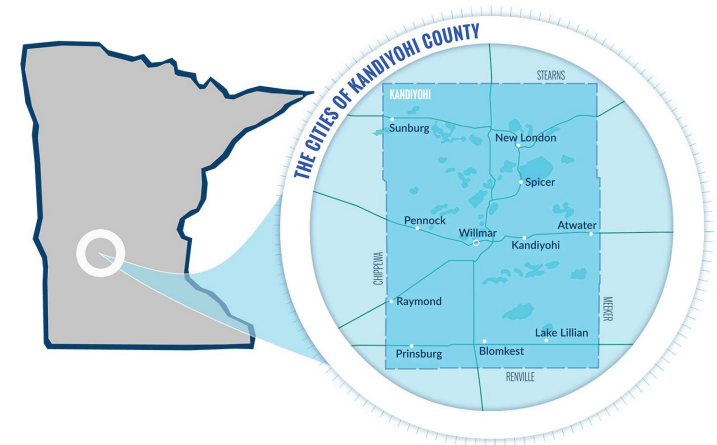 THE CITIES OF KANDIYOHI COUNTY
STEARNS
KANDIYOHI
Sunburg
New London
Spicer
Pennock
Willmar
Atwater
Kandiyohi
CHIPPEWA
Raymond
MEEKER
Lake Lillian
Prinsburg
Blomkest
RENVILLE